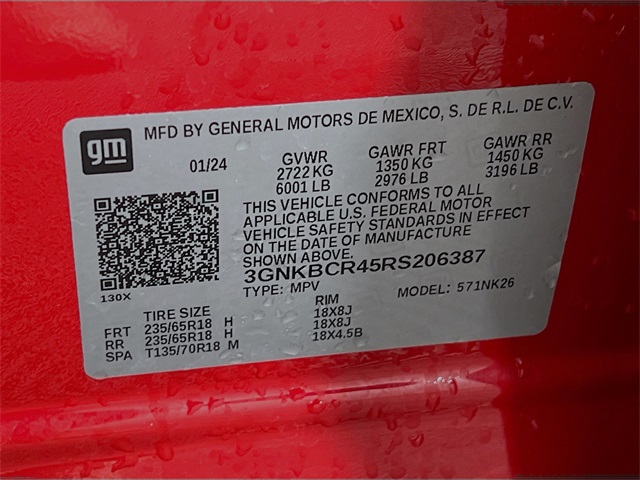 gm
MFD BY GENERAL MOTORS DE MEXICO, S. DE R.L. DE C.V.
01/24 GVWR GAWR FRT GAWR RR
2722 KG 1350 KG 1450 KG
6001 LB 2976 LB 3196 LB
THIS VEHICLE CONFORMS TO ALL
APPLICABLE U.S. FEDERAL MOTOR
VEHICLE SAFETY STANDARDS IN EFFECT
ON THE DATE OF MANUFACTURE
SHOWN ABOVE.
3GNKBCR45RS206387
130X
TYPE: MPV MODEL: 571NK26
TIRE SIZE RIM
FRT 235/65R18 H 18X8J
RR 235/65R18 H 18X8J
SPA T135/70R18 M 18X4.5B